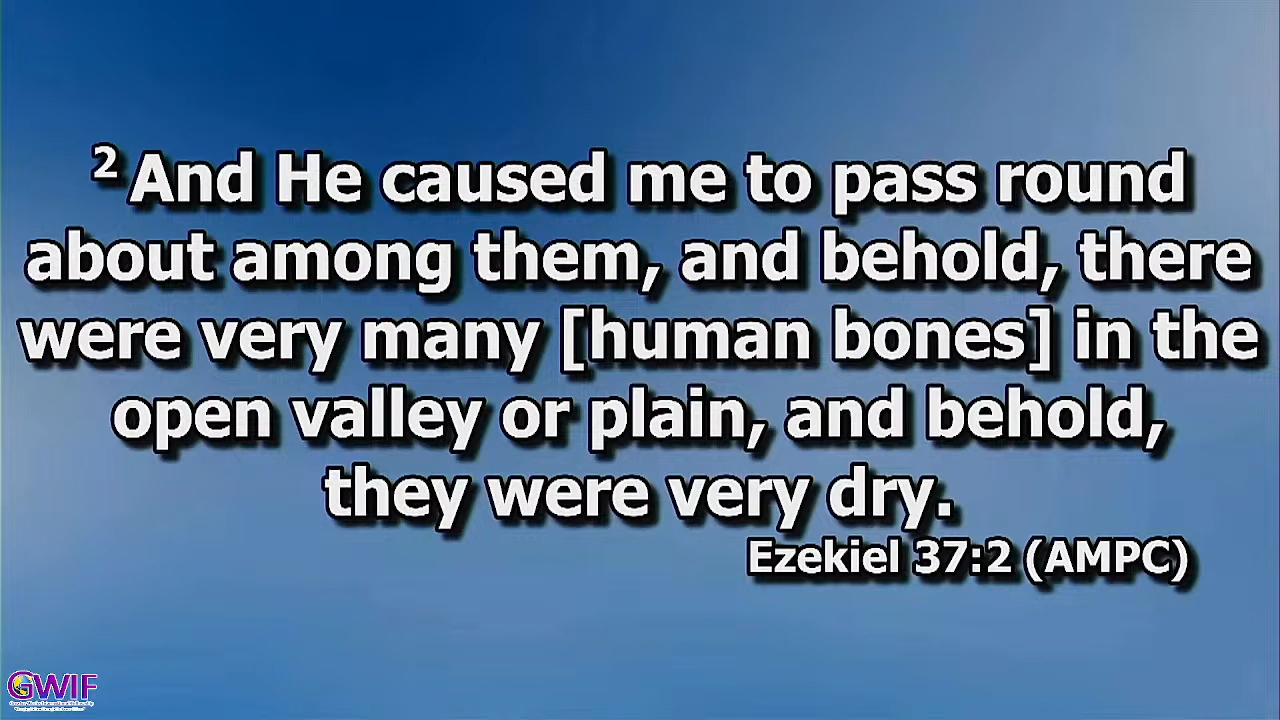 2 And He caused me to pass round
about among them, and behold, there
were very many [human bones] in the
open valley or plain, and behold,
they were very dry.
Ezekiel 37:2 (AMPC)
GWIF